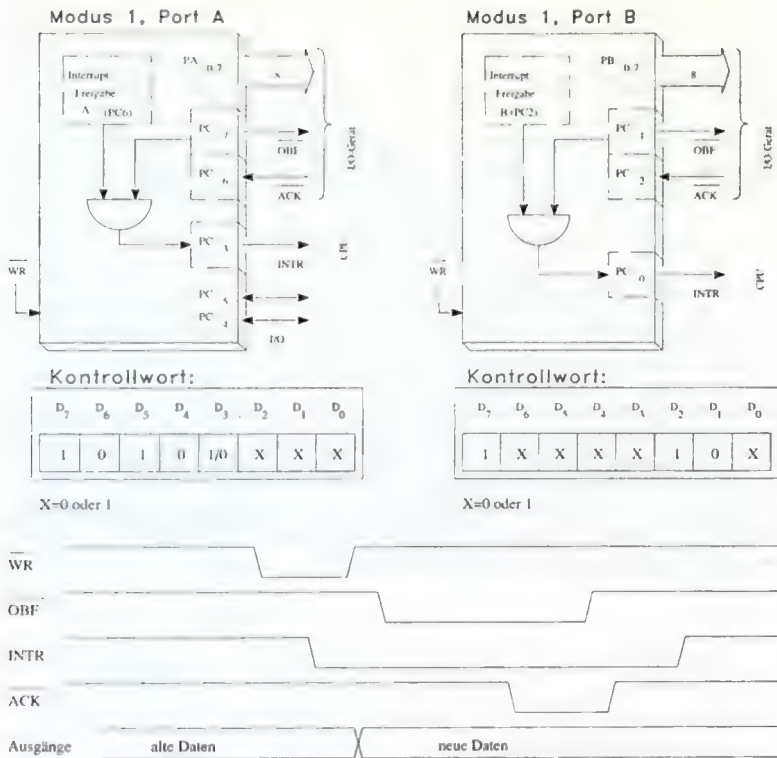 Modus 1, Port A
Interrupt
Freigabe
A (PC6)
PA 0-7
8
PC 7
OBF
PC 6
ACK
I/O-Gerät
PC 3
INTR
CPU
WR
PC 5
PC 4
I/O
Kontrollwort:
D7 D6 D5 D4 D3 D2 D1 D0
1 0 1 0 1/0 X X X
X=0 oder 1
Modus 1, Port B
Interrupt
Freigabe
B (PC2)
PB 0-7
8
PC 1
OBF
PC 2
ACK
I/O-Gerät
PC 0
INTR
CPU
WR
Kontrollwort:
D7 D6 D5 D4 D3 D2 D1 D0
1 X X X X 1 0 X
X=0 oder 1
WR
OBF
INTR
ACK
Ausgänge alte Daten neue Daten